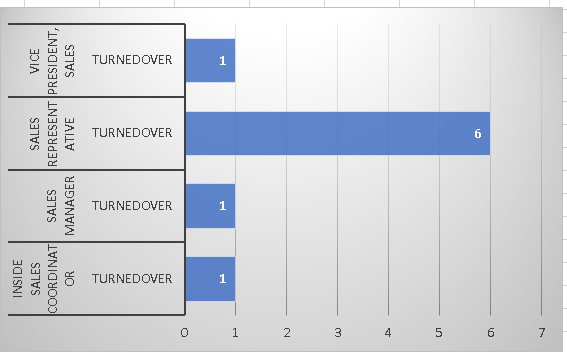 VICE
PRESIDENT,
SALES
TURNEDOVER
1
SALES
REPRESENT
ATIVE
TURNEDOVER
6
SALES
MANAGER
TURNEDOVER
1
INSIDE
SALES
COORDINAT
OR
TURNEDOVER
1
0 1 2 3 4 5 6 7